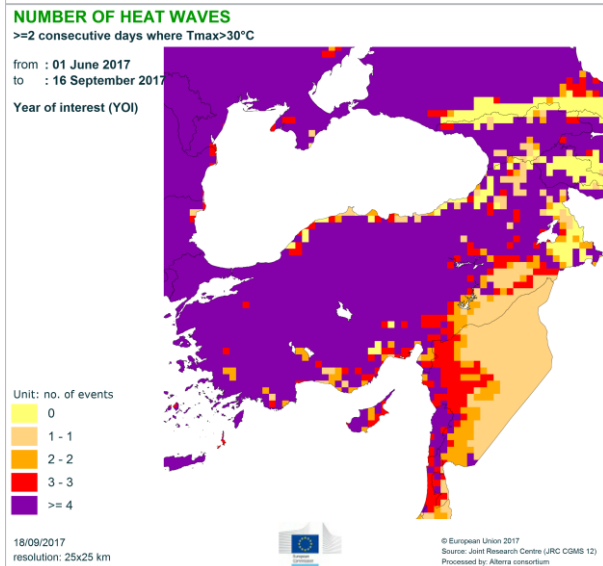 NUMBER OF HEAT WAVES
>=2 consecutive days where Tmax>30°C
from : 01 June 2017
to : 16 September 2017
Year of interest (YOI)
Unit: no. of events
0
1 - 1
2 - 2
3 - 3
>= 4
18/09/2017
resolution: 25x25 km
European
Commission
© European Union 2017
Source: Joint Research Centre (JRC CGMS 12)
Processed by: Alterra consortium